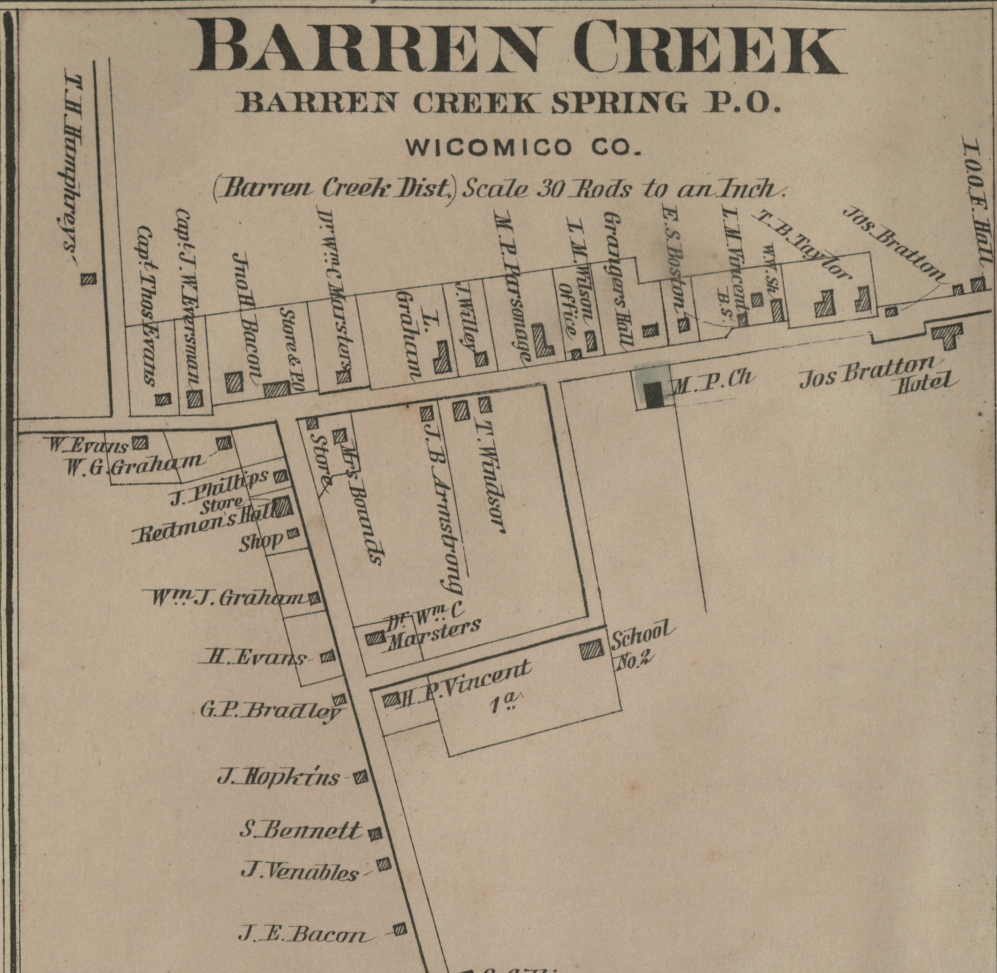 BARREN CREEK
BARREN CREEK SPRING P.O.
WICOMICO CO.
(Barren Creek Dist.) Scale 30 Rods to an Inch.
T. H. Humphreys
Capt. Thos Evans
Capt. J. W. Eversman
Jno H. Bacon
Store & P.O
Dr. Wm. C Marsters
L. Graham
J. Willey
M. P. Parsonage
I. M. Wilson
Office
Grangers Hall
E. S. Bostan
I. M. Vincent
B.S.
W.W. Sh
T. B. Taylor
Jos. Bratton
I.O.O.F. Hall
Jos Bratton
Hotel
M. P. Ch
W. Evans
W. G. Graham
J. Phillips
Store
Redmen's Hall
Shop
Wm J. Graham
H. Evans
G. P. Bradley
J. Hopkins
S. Bennett
J. Venables
J. E. Bacon
Store
Mrs Bounds
J. B. Armstrong
T. Windsor
Dr. Wm. C
Marsters
H. P. Vincent
1a
School
No. 2